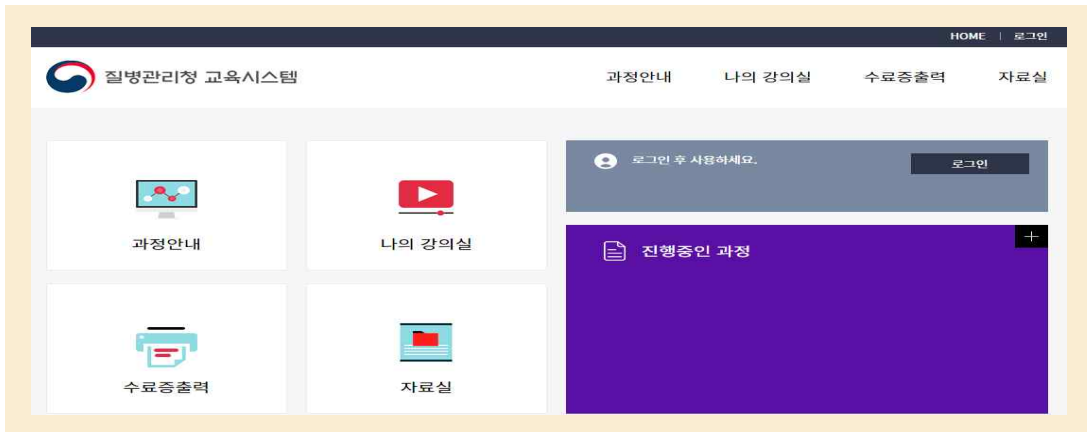 HOME | 로그인
질병관리청 교육시스템
과정안내 나의 강의실 수료증출력 자료실
로그인 후 사용하세요. 로그인
과정안내
나의 강의실
진행중인 과정
수료증출력
자료실